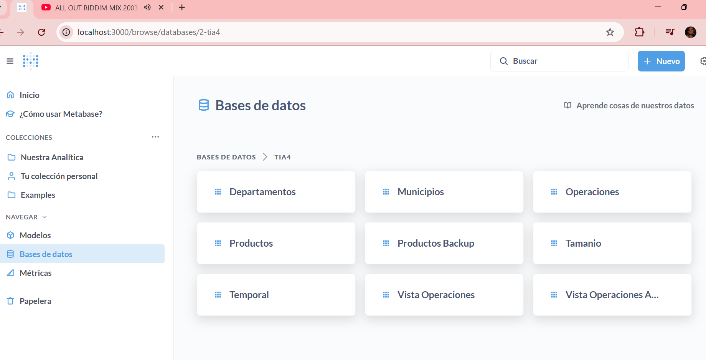 ALL OUT RIDDIM MIX 2001
localhost:3000/browse/databases/2-tia4
Buscar
+ Nuevo
Inicio
¿Cómo usar Metabase?
COLECCIONES
Nuestra Analítica
Tu colección personal
Examples
NAVEGAR
Modelos
Bases de datos
Métricas
Papelera
Bases de datos
Aprende cosas de nuestros datos
BASES DE DATOS > TIA4
Departamentos
Municipios
Operaciones
Productos
Productos Backup
Tamanio
Temporal
Vista Operaciones
Vista Operaciones A...